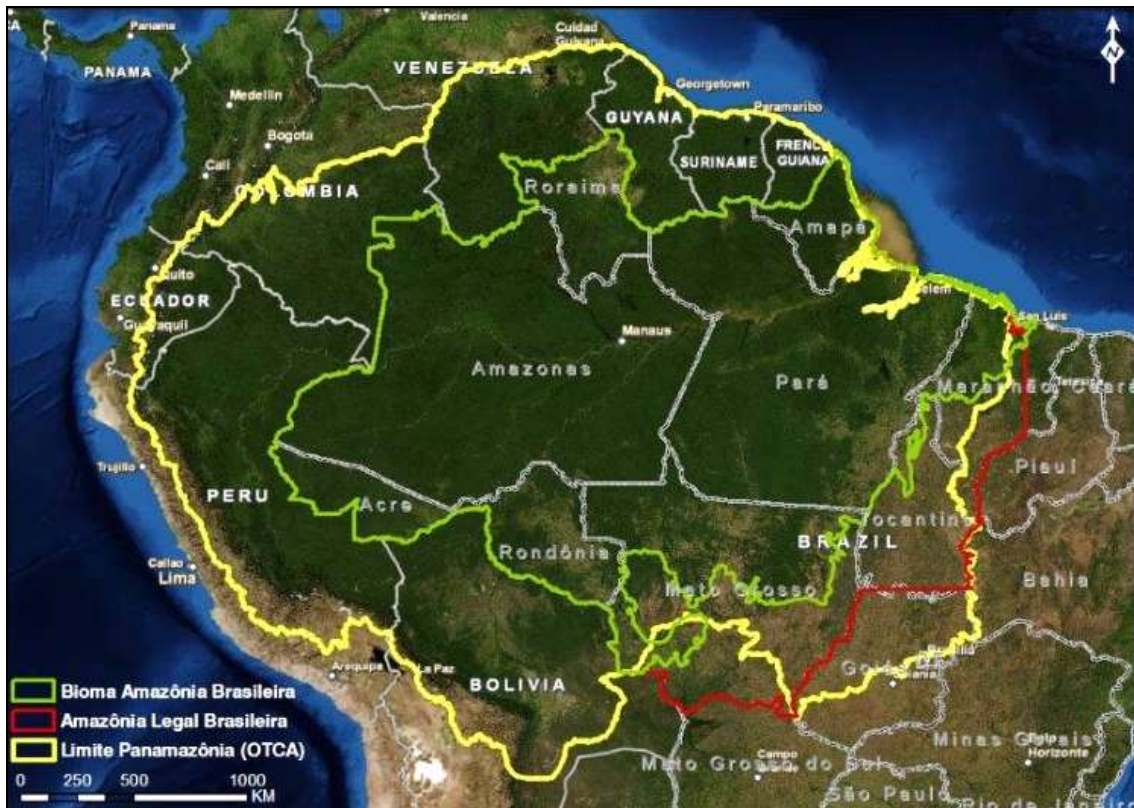 Valencia
Panama
PANAMA
Cuidad
Guayana
VENEZUELA
Medellin
Georgetown
Paramaribo
GUYANA
Bogota
SURINAME
FRENCH
GUIANA
Cali
COLOMBIA
Roraima
Amapá
Quito
ECUADOR
Guayaquil
Belem
San Luis
Manaus
Amazonas
Pará
Maranhão
Ceará
Trujillo
Piauí
PERU
Acre
Tocantins
Rondônia
BRAZIL
Callao
Lima
Mato Grosso
Bahia
Arequipa
La Paz
BOLIVIA
Goiás
Minas Gerais
Horizonte
Campo
Mato Grosso do Sul
São Paulo
N
Bioma Amazônia Brasileira
Amazônia Legal Brasileira
Limite Panamazônia (OTCA)
0 250 500 1000
KM